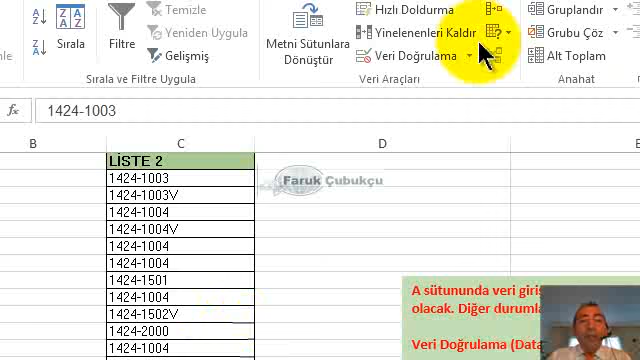 Temizle
Hızlı Doldurma
Gruplandır
Sırala
Filtre
Yeniden Uygula
Metni Sütunlara
Dönüştür
Yinelenenleri Kaldır
Grubu Çöz
Gelişmiş
Veri Doğrulama
Alt Toplam
Sırala ve Filtre Uygula
Veri Araçları
Anahat
fx
1424-1003
B
C
D
LİSTE 2
1424-1003
1424-1003V
1424-1004
1424-1004V
1424-1004
1424-1004
1424-1501
1424-1004
1424-1502V
1424-2000
1424-1004
Faruk Çubukçu
A sütununda veri giriş
olacak. Diğer durumla
Veri Doğrulama (Data